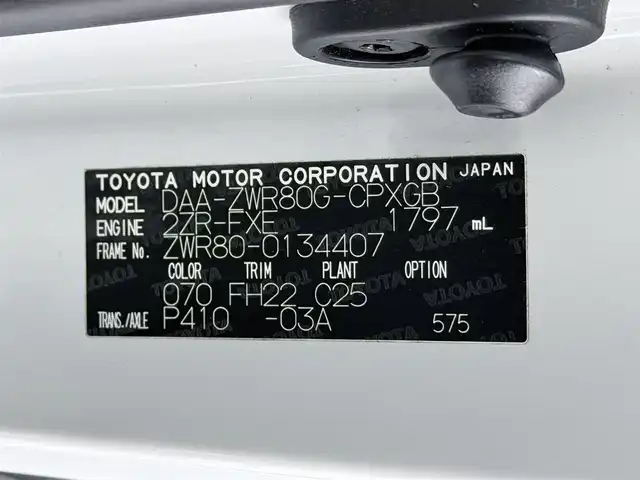 TOYOTA MOTOR CORPORATION JAPAN
MODEL DAA-ZWR80G-CPXGB
ENGINE 2ZR-FXE 1797 mL
FRAME No. ZWR80-0134407
COLOR TRIM PLANT OPTION
070 FH22 C25
TRANS./AXLE P410 -03A 575